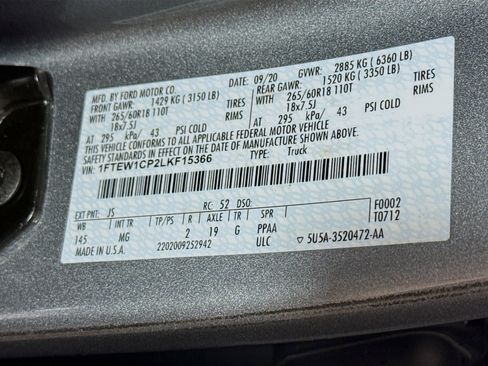 MFD. BY FORD MOTOR CO.
09/20 GVWR: 2885 KG ( 6360 LB)
FRONT GAWR: 1429 KG ( 3150 LB) REAR GAWR: 1520 KG ( 3350 LB)
WITH 265/60R18 110T TIRES WITH 265/60R18 110T TIRES
18x7.5J RIMS 18x7.5J RIMS
AT 295 kPa/ 43 PSI COLD AT 295 kPa/ 43 PSI COLD
THIS VEHICLE CONFORMS TO ALL APPLICABLE FEDERAL MOTOR VEHICLE
SAFETY STANDARDS IN EFFECT ON THE DATE OF MANUFACTURE SHOWN ABOVE.
VIN: 1FTEW1CP2LKF15366 TYPE: Truck
EXT PNT: JS RC: 52 DSO: F0002
WB TP/PS R AXLE TR SPR T0712
145 MG 2 19 G PPAA
MADE IN U.S.A. 2202009252942 ULC ▽ 5U5A-3520472-AA